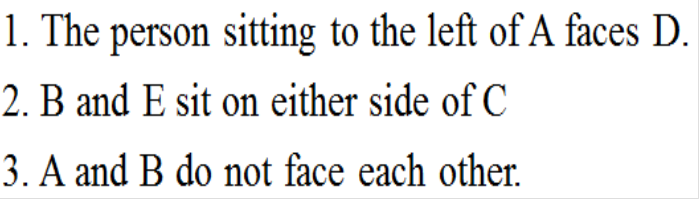 1. The person sitting to the left of A faces D.
2. B and E sit on either side of C
3. A and B do not face each other.